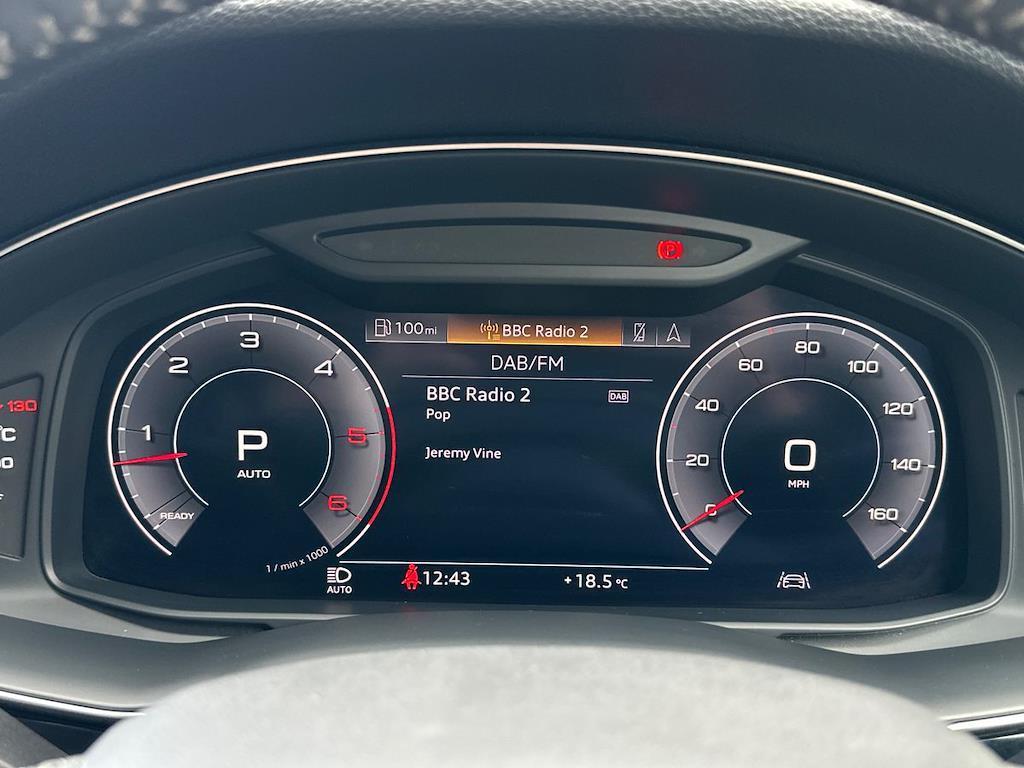 P
100 mi
BBC Radio 2
DAB/FM
BBC Radio 2
DAB
Pop
Jeremy Vine
READY
1
2
3
4
5
6
P
AUTO
1 / min x 1000
0
20
40
60
80
100
120
140
160
0
MPH
130
°C
AUTO
12:43
+18.5 °C